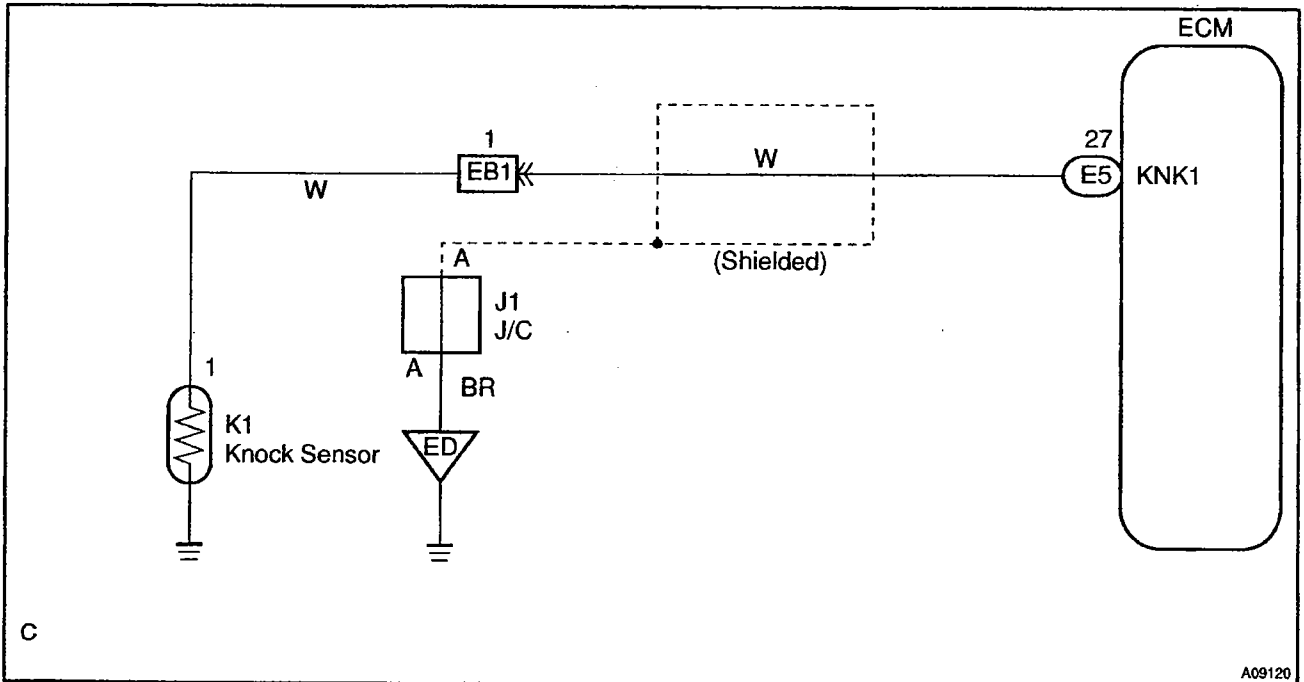 ECM
1
EB1
W
W
27
E5
KNK1
(Shielded)
A
J1
J/C
A
BR
ED
1
K1
Knock Sensor
C
A09120